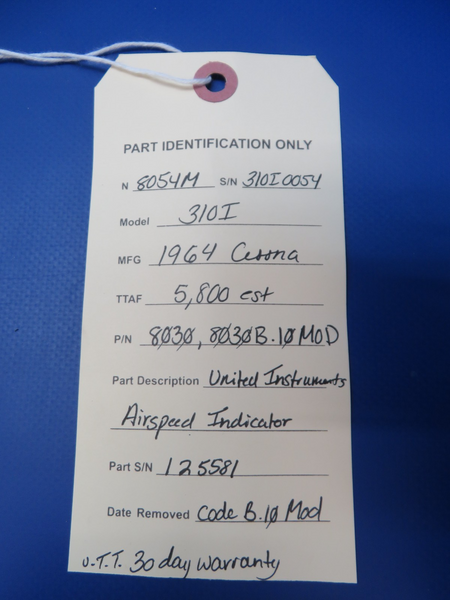 PART IDENTIFICATION ONLY
N 8054M S/N 310I0054
Model 310I
MFG 1964 Cessna
TTAF 5,800 est
P/N 8030, 8030B.10 MOD
Part Description United Instruments
Airspeed Indicator
Part S/N 125581
Date Removed Code B.10 Mod
U.T.T. 30 day warranty